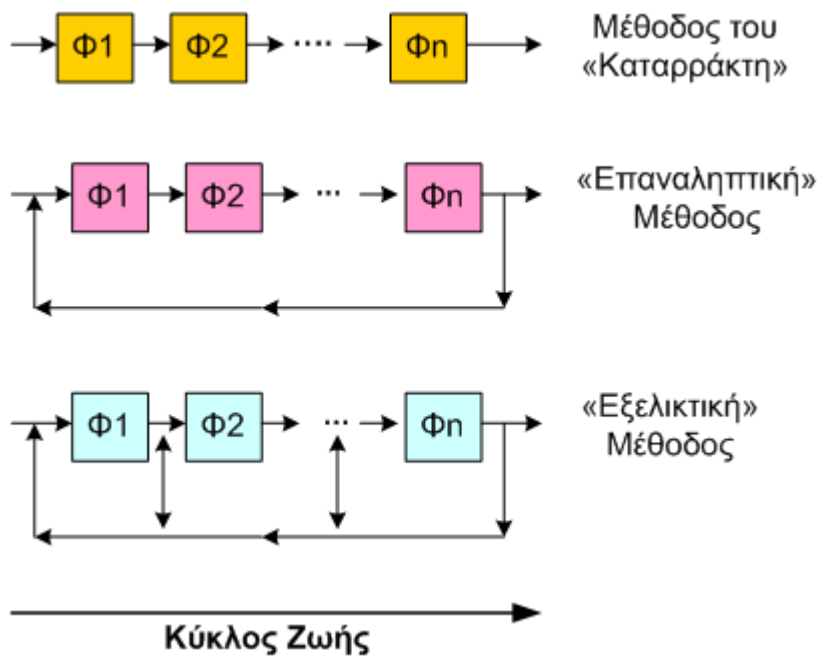 Φ1 Φ2 .... Φn
Μέθοδος του
«Καταρράκτη»
Φ1 Φ2 ... Φn
«Επαναληπτική»
Μέθοδος
Φ1 Φ2 ... Φn
«Εξελικτική»
Μέθοδος
Κύκλος Ζωής